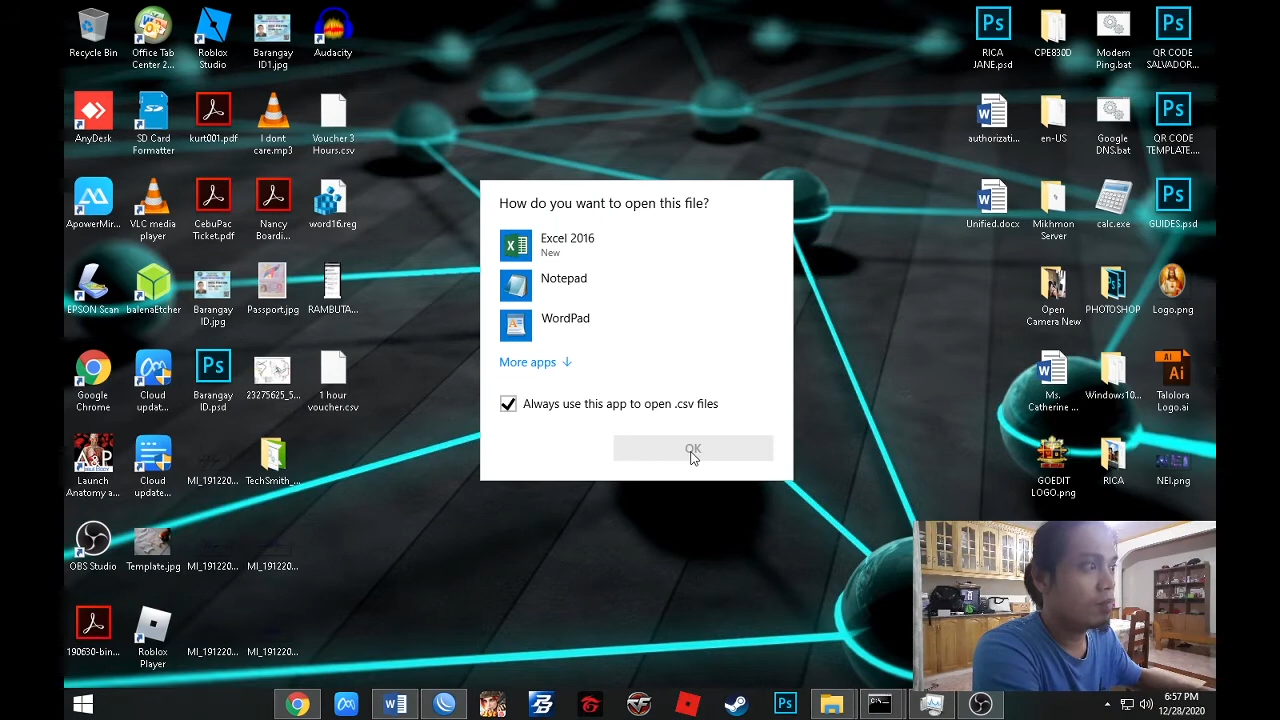 Recycle Bin
Office Tab
Center 2...
Roblox
Studio
Barangay
ID1.jpg
Audacity
AnyDesk
SD Card
Formatter
kurt001.pdf
I dont
care.mp3
Voucher 3
Hours.csv
ApowerMir...
VLC media
player
CebuPac
Ticket.pdf
Nancy
Boardi...
word16.reg
EPSON Scan
balenaEtcher
Barangay
ID.jpg
Passport.jpg
RAMBUTA...
Google
Chrome
Cloud
updat...
Barangay
ID.psd
23275625_5...
1 hour
voucher.csv
Launch
Anatomy a...
Cloud
update...
MI_191220...
TechSmith_...
OBS Studio
Template.jpg
MI_191220...
MI_191220...
190630-bin...
Roblox
Player
MI_191220...
MI_191220...
How do you want to open this file?
Excel 2016
New
Notepad
WordPad
More apps
Always use this app to open .csv files
OK
Ps
RICA
JANE.psd
CPE830D
Modem
Ping.bat
Ps
QR CODE
SALVADOR...
authorizati...
en-US
Google
DNS.bat
Ps
QR CODE
TEMPLATE....
Unified.docx
Mikhmon
Server
calc.exe
Ps
GUIDES.psd
Open
Camera New
PHOTOSHOP
Logo.png
Ms.
Catherine ...
Windows10...
Ai
Talolora
Logo.ai
GOEDIT
LOGO.png
RICA
NEI.png
6:57 PM
12/28/2020